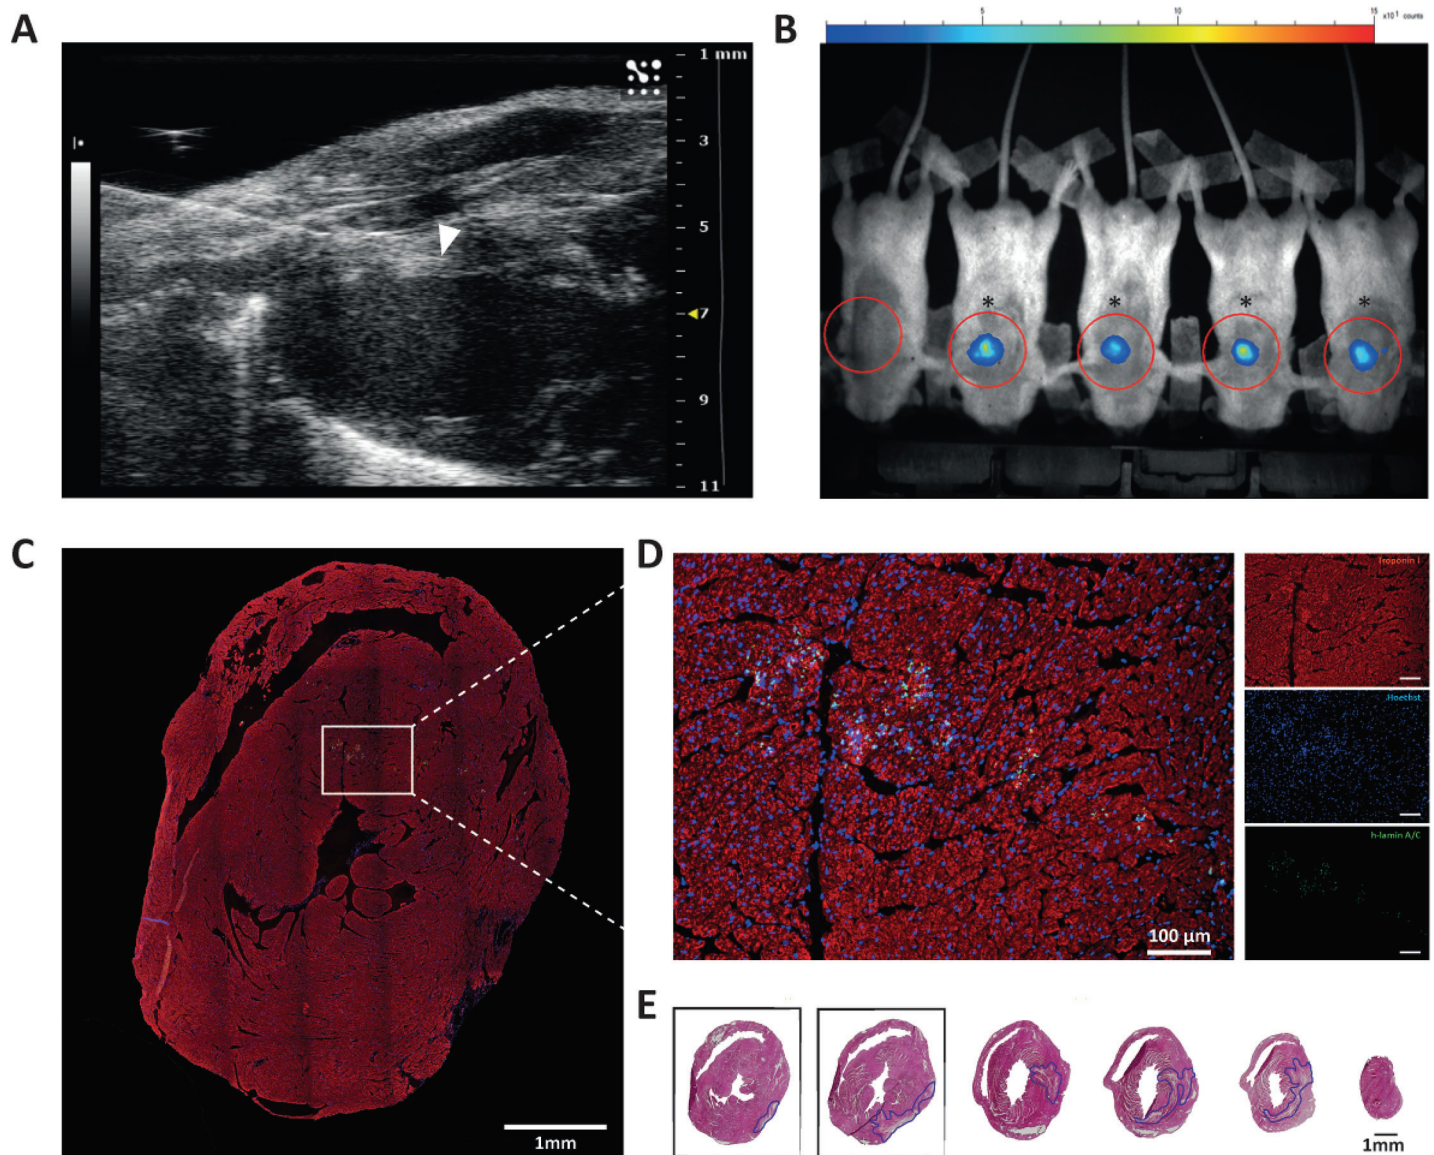 A
1 mm
3
5
7
9
11
B
5
10
15
x10¹ counts
*
*
*
*
C
1mm
D
100 µm
Troponin I
Hoechst
h-lamin A/C
E
1mm